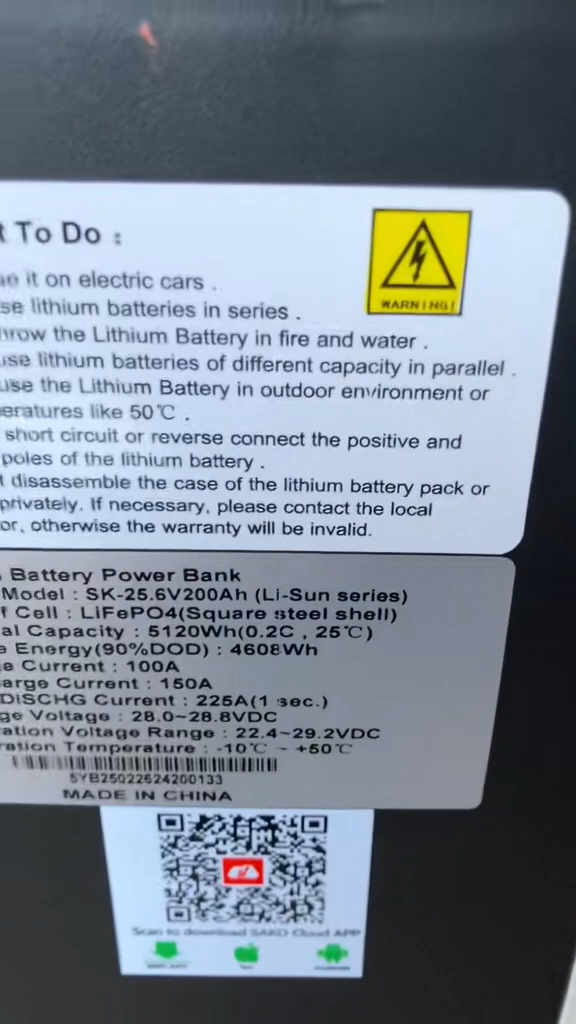 To Do :
it on electric cars .
lithium batteries in series .
the Lithium Battery in fire and water .
use lithium batteries of different capacity in parallel .
use the Lithium Battery in outdoor environment or
like 50℃ .
short circuit or reverse connect the positive and
poles of the lithium battery .
disassemble the case of the lithium battery pack or
privately. If necessary, please contact the local
or, otherwise the warranty will be invalid.
WARNING!
Battery Power Bank
Model : SK-25.6V200Ah (Li-Sun series)
Cell : LiFePO4(Square steel shell)
al Capacity : 5120Wh(0.2C , 25℃)
Energy(90%DOD) : 4608Wh
Current : 100A
arge Current : 150A
DISCHG Current : 225A(1 sec.)
ge Voltage : 28.0~28.8VDC
ation Voltage Range : 22.4~29.2VDC
ration Temperature : -10℃ ~ +50℃
SYB25022624200133
MADE IN CHINA
Scan to download SAKO Cloud APP